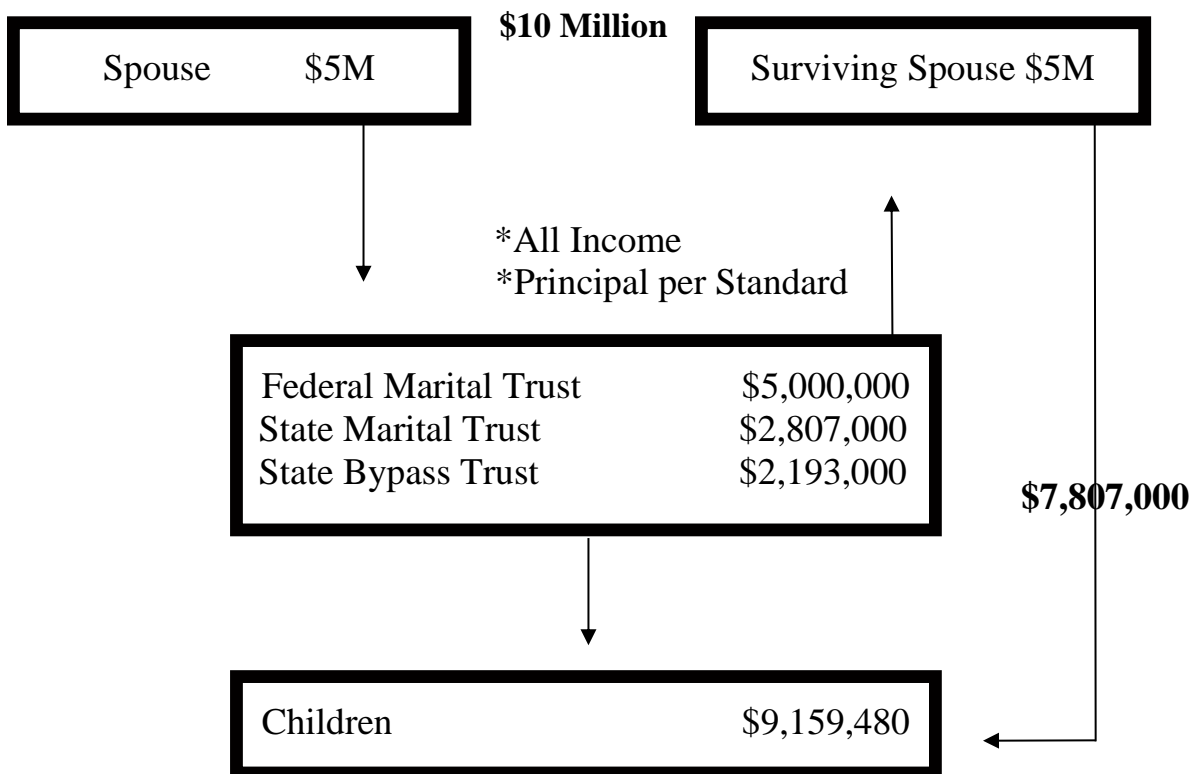 $10 Million
Spouse $5M
Surviving Spouse $5M
*All Income
*Principal per Standard
Federal Marital Trust $5,000,000
State Marital Trust $2,807,000
State Bypass Trust $2,193,000
$7,807,000
Children $9,159,480